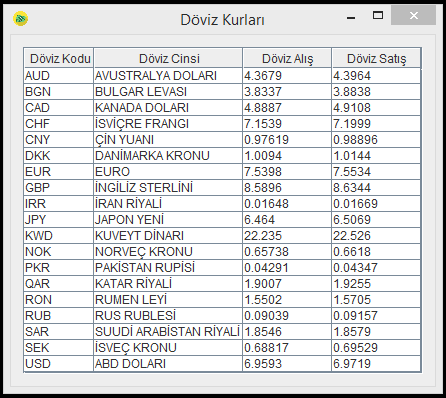 Döviz Kurları
Döviz Kodu Döviz Cinsi Döviz Alış Döviz Satış
AUD AVUSTRALYA DOLARI 4.3679 4.3964
BGN BULGAR LEVASI 3.8337 3.8838
CAD KANADA DOLARI 4.8887 4.9108
CHF İSVİÇRE FRANGI 7.1539 7.1999
CNY ÇİN YUANI 0.97619 0.98896
DKK DANİMARKA KRONU 1.0094 1.0144
EUR EURO 7.5398 7.5534
GBP İNGİLİZ STERLİNİ 8.5896 8.6344
IRR İRAN RİYALİ 0.01648 0.01669
JPY JAPON YENİ 6.464 6.5069
KWD KUVEYT DİNARI 22.235 22.526
NOK NORVEÇ KRONU 0.65738 0.6618
PKR PAKİSTAN RUPİSİ 0.04291 0.04347
QAR KATAR RİYALİ 1.9007 1.9255
RON RUMEN LEYİ 1.5502 1.5705
RUB RUS RUBLESİ 0.09039 0.09157
SAR SUUDİ ARABİSTAN RİYALİ 1.8546 1.8579
SEK İSVEÇ KRONU 0.68817 0.69529
USD ABD DOLARI 6.9593 6.9719